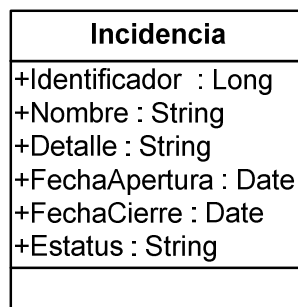 Incidencia
+Identificador : Long
+Nombre : String
+Detalle : String
+FechaApertura : Date
+FechaCierre : Date
+Estatus : String